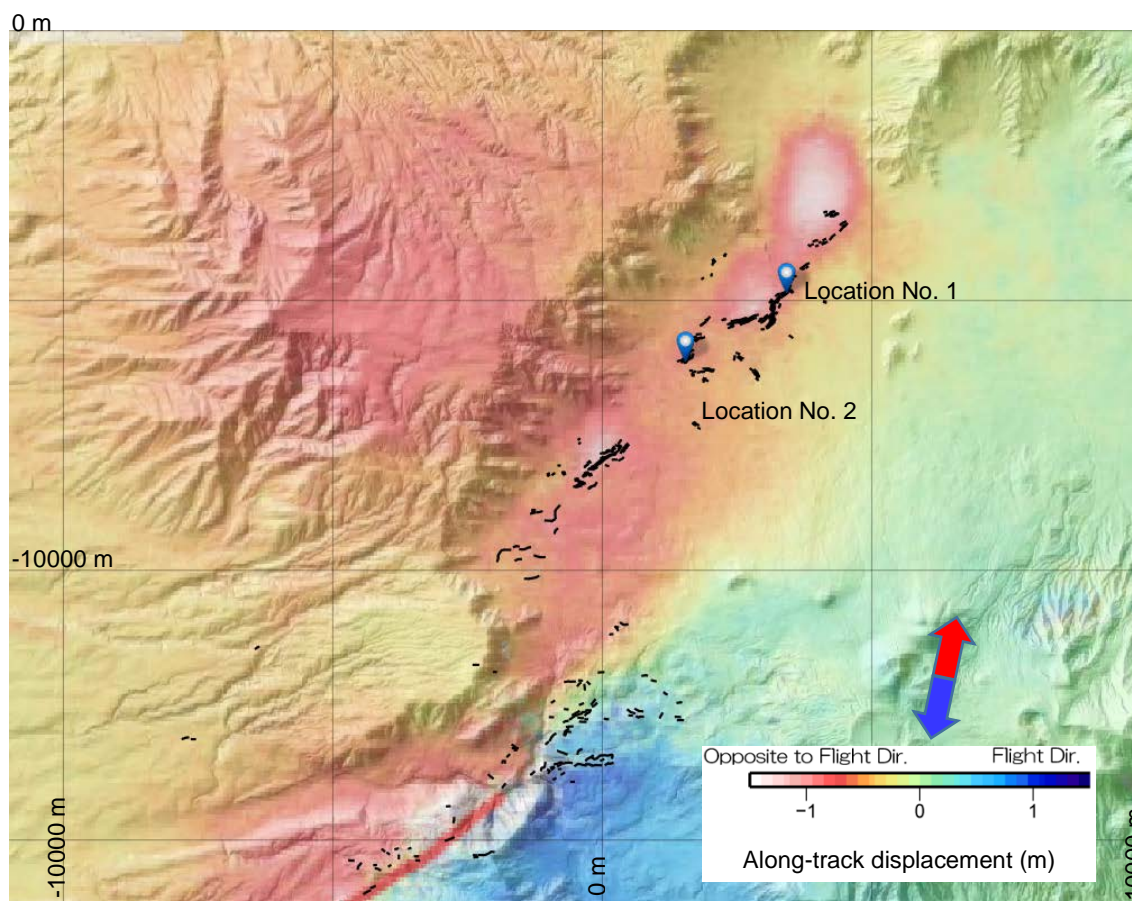 0 m
Location No. 1
Location No. 2
-10000 m
Opposite to Flight Dir. Flight Dir.
-1 0 1
Along-track displacement (m)
-10000 m
0 m
10000 m